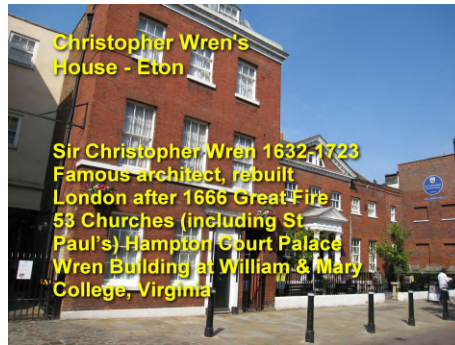 Christopher Wren's
House - Eton
Sir Christopher Wren 1632-1723
Famous architect, rebuilt
London after 1666 Great Fire
53 Churches (including St
Paul's) Hampton Court Palace
Wren Building at William & Mary
College, Virginia